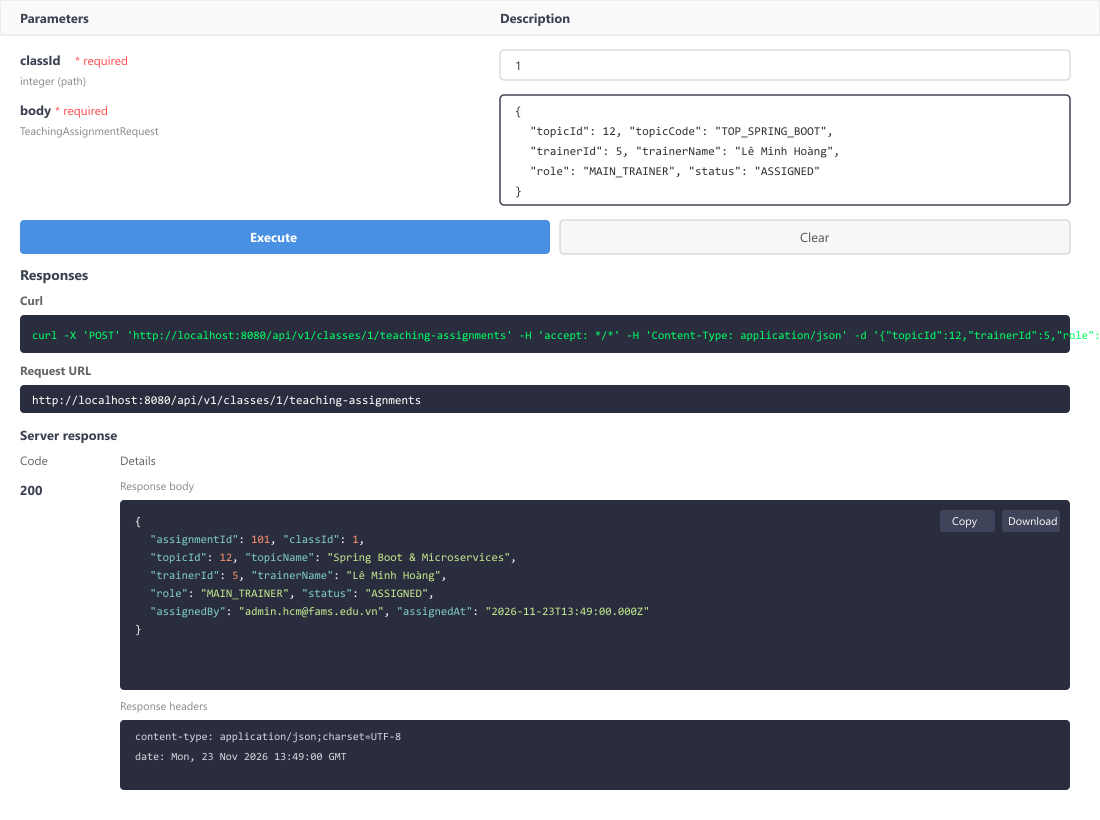 Parameters Description
classId * required 1
integer (path)
body * required
TeachingAssignmentRequest
{
"topicId": 12, "topicCode": "TOP_SPRING_BOOT",
"trainerId": 5, "trainerName": "Lê Minh Hoàng",
"role": "MAIN_TRAINER", "status": "ASSIGNED"
}
Execute Clear
Responses
Curl
curl -X 'POST' 'http://localhost:8080/api/v1/classes/1/teaching-assignments' -H 'accept: */*' -H 'Content-Type: application/json' -d '{"topicId":12,"trainerId":5,"role":
Request URL
http://localhost:8080/api/v1/classes/1/teaching-assignments
Server response
Code Details
200 Response body
Copy Download
{
"assignmentId": 101, "classId": 1,
"topicId": 12, "topicName": "Spring Boot & Microservices",
"trainerId": 5, "trainerName": "Lê Minh Hoàng",
"role": "MAIN_TRAINER", "status": "ASSIGNED",
"assignedBy": "admin.hcm@fams.edu.vn", "assignedAt": "2026-11-23T13:49:00.000Z"
}
Response headers
content-type: application/json;charset=UTF-8
date: Mon, 23 Nov 2026 13:49:00 GMT